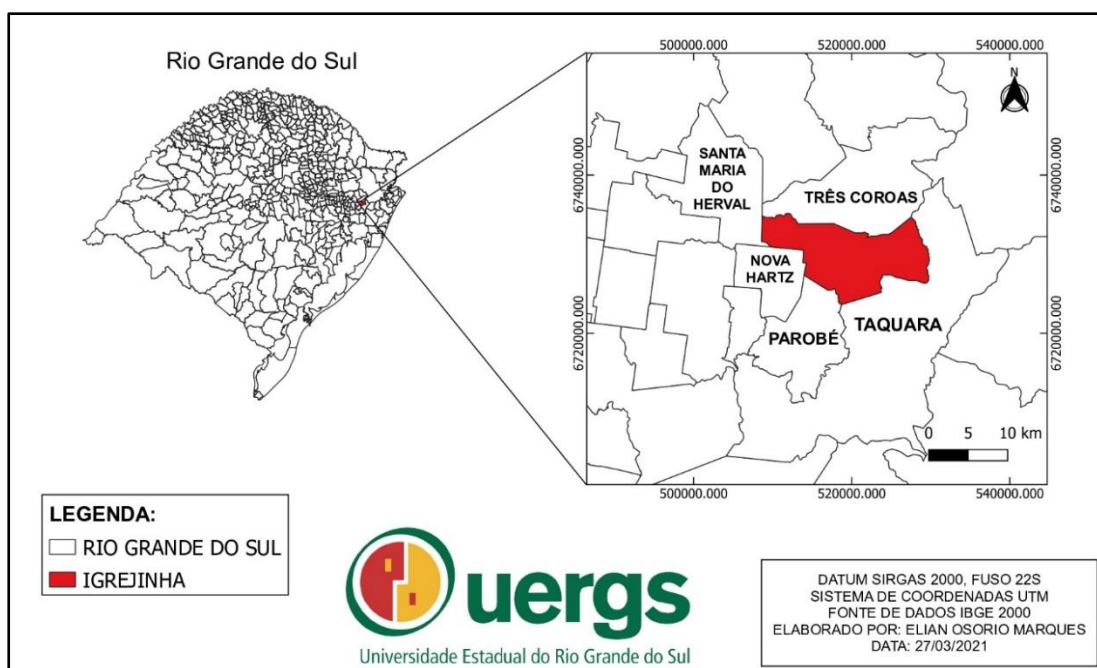 Rio Grande do Sul
500000.000
520000.000
540000.000
N
6740000.000
6740000.000
SANTA
MARIA
DO
HERVAL
TRÊS COROAS
NOVA
HARTZ
6720000.000
6720000.000
PAROBÉ
TAQUARA
0 5 10 km
500000.000
520000.000
540000.000
LEGENDA:
RIO GRANDE DO SUL
IGREJINHA
uergs
Universidade Estadual do Rio Grande do Sul
DATUM SIRGAS 2000, FUSO 22S
SISTEMA DE COORDENADAS UTM
FONTE DE DADOS IBGE 2000
ELABORADO POR: ELIAN OSORIO MARQUES
DATA: 27/03/2021